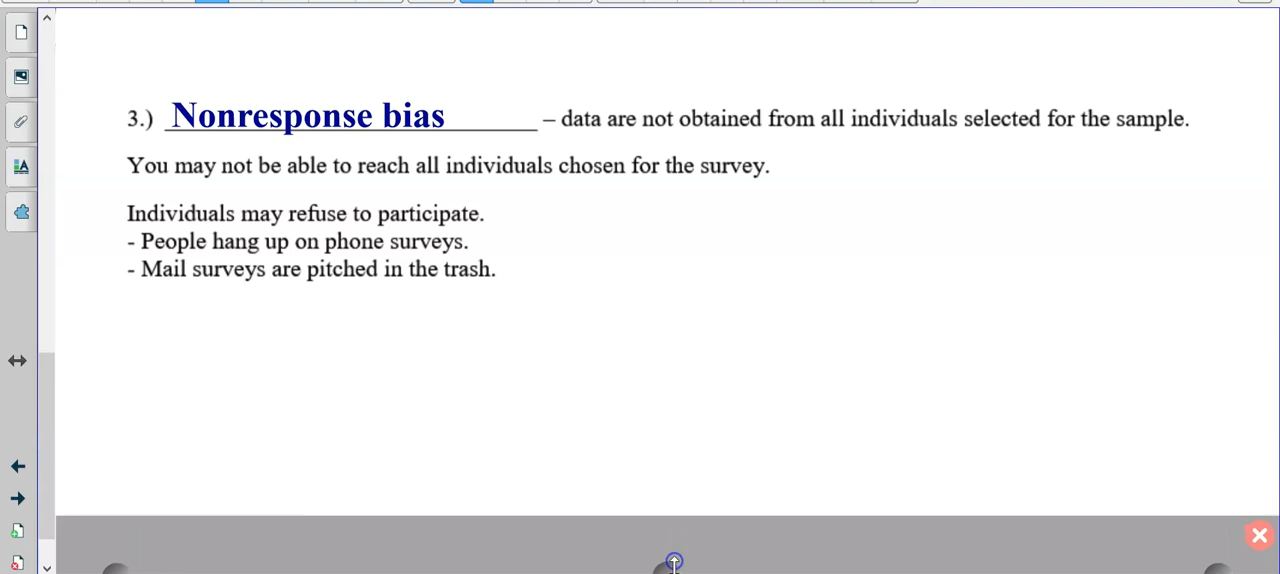 3.) Nonresponse bias – data are not obtained from all individuals selected for the sample.
You may not be able to reach all individuals chosen for the survey.
Individuals may refuse to participate.
- People hang up on phone surveys.
- Mail surveys are pitched in the trash.